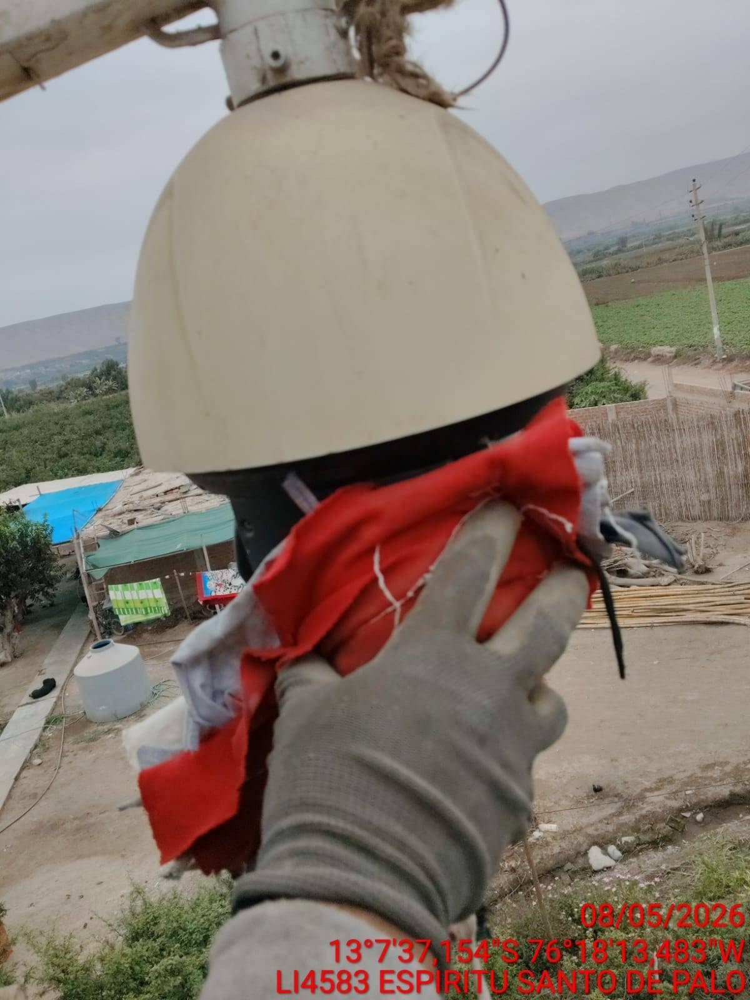 08/05/2026
13°7'37,154"S 76°18'13,483"W
LI4583 ESPIRITU SANTO DE PALO